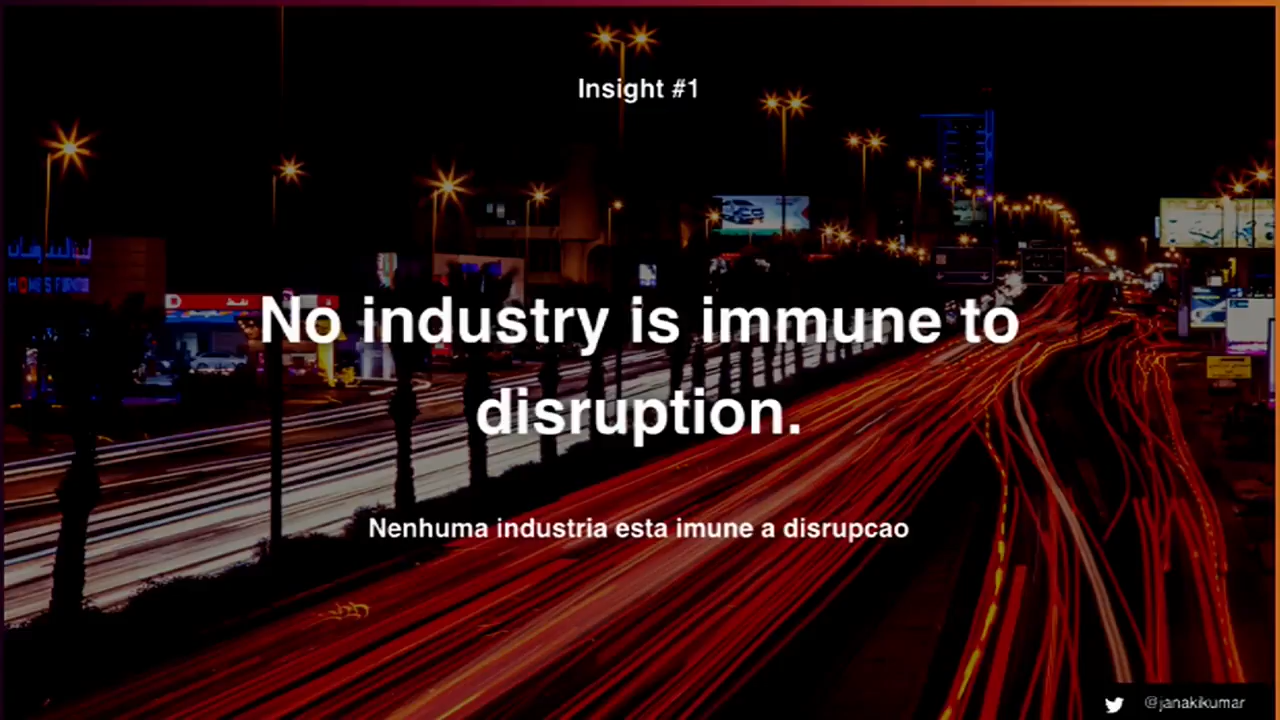 Insight #1
No industry is immune to
disruption.
Nenhuma industria esta imune a disrupcao
@janakikumar